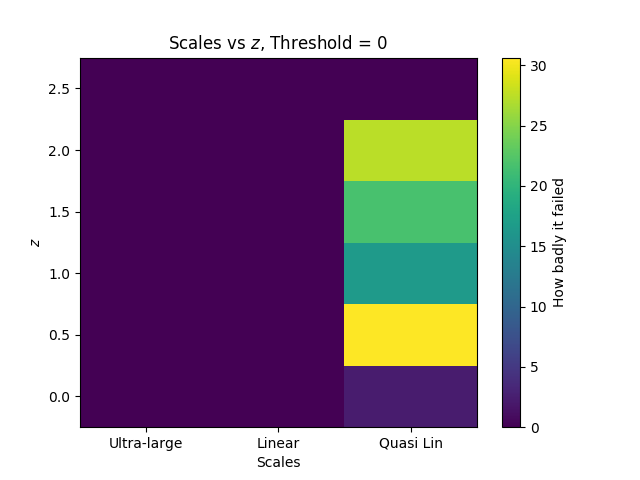 Scales vs z, Threshold = 0
2.5
2.0
1.5
1.0
0.5
0.0
z
Ultra-large
Linear
Quasi Lin
Scales
30
25
20
15
10
5
0
How badly it failed